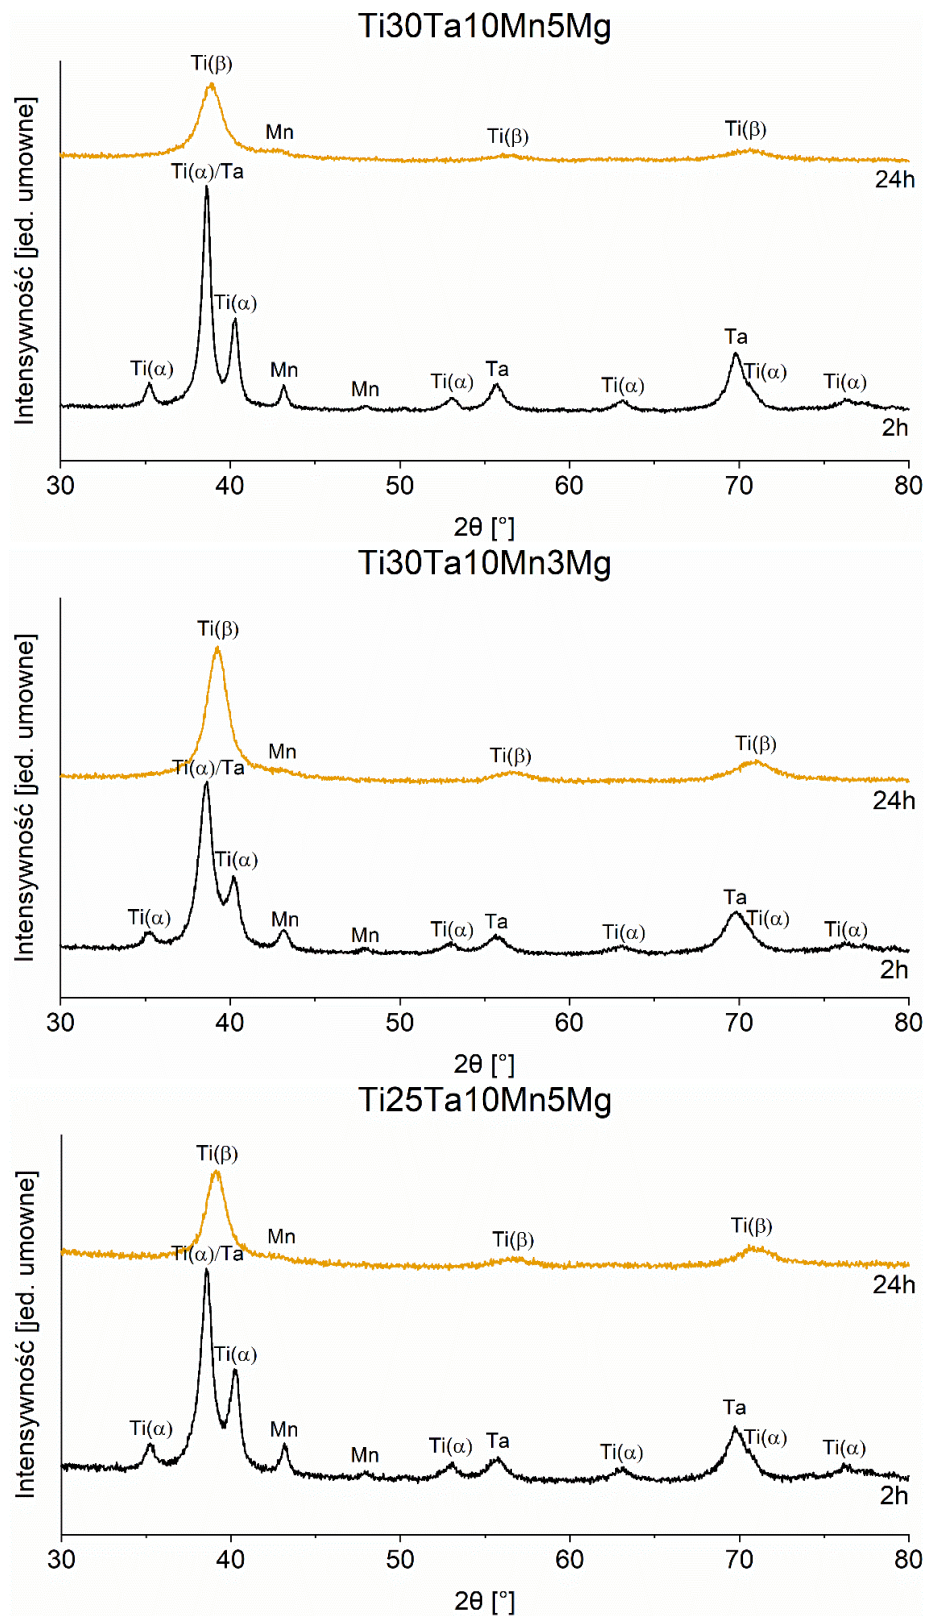 Ti30Ta10Mn5Mg
Intensywność [jed. umowne]
Ti(β)
Mn
Ti(β)
Ti(β)
24h
Ti(α)/Ta
Ti(α)
Ti(α)
Mn
Mn
Ti(α)
Ta
Ti(α)
Ta
Ti(α)
Ti(α)
2h
30 40 50 60 70 80
2θ [°]
Ti30Ta10Mn3Mg
Intensywność [jed. umowne]
Ti(β)
Mn
Ti(β)
Ti(β)
24h
Ti(α)/Ta
Ti(α)
Ti(α)
Mn
Mn
Ti(α)
Ta
Ti(α)
Ta
Ti(α)
Ti(α)
2h
30 40 50 60 70 80
2θ [°]
Ti25Ta10Mn5Mg
Intensywność [jed. umowne]
Ti(β)
Mn
Ti(β)
Ti(β)
24h
Ti(α)/Ta
Ti(α)
Ti(α)
Mn
Mn
Ti(α)
Ta
Ti(α)
Ta
Ti(α)
Ti(α)
2h
30 40 50 60 70 80
2θ [°]